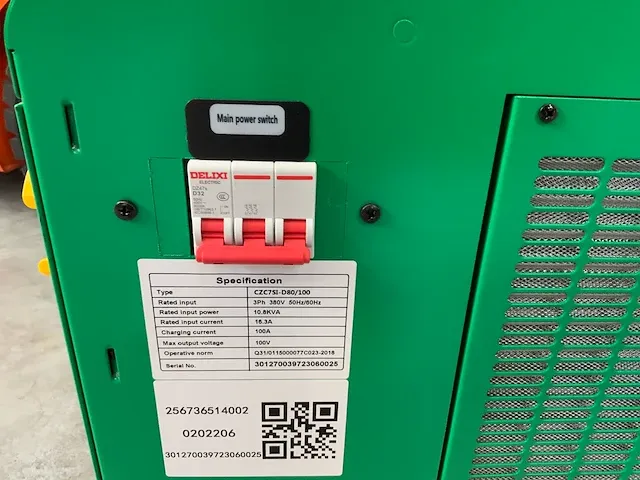 Main power switch
DELIXI
ELECTRIC
DZ47s
D32
Specification
Type CZC7SI-D80/100
Rated input 3Ph 380V 50Hz/60Hz
Rated input power 10.8KVA
Rated input current 16.3A
Charging current 100A
Max output voltage 100V
Operative norm Q31/0115000077C023-2018
Serial No. 301270039723060025
256736514002
0202206
301270039723060025